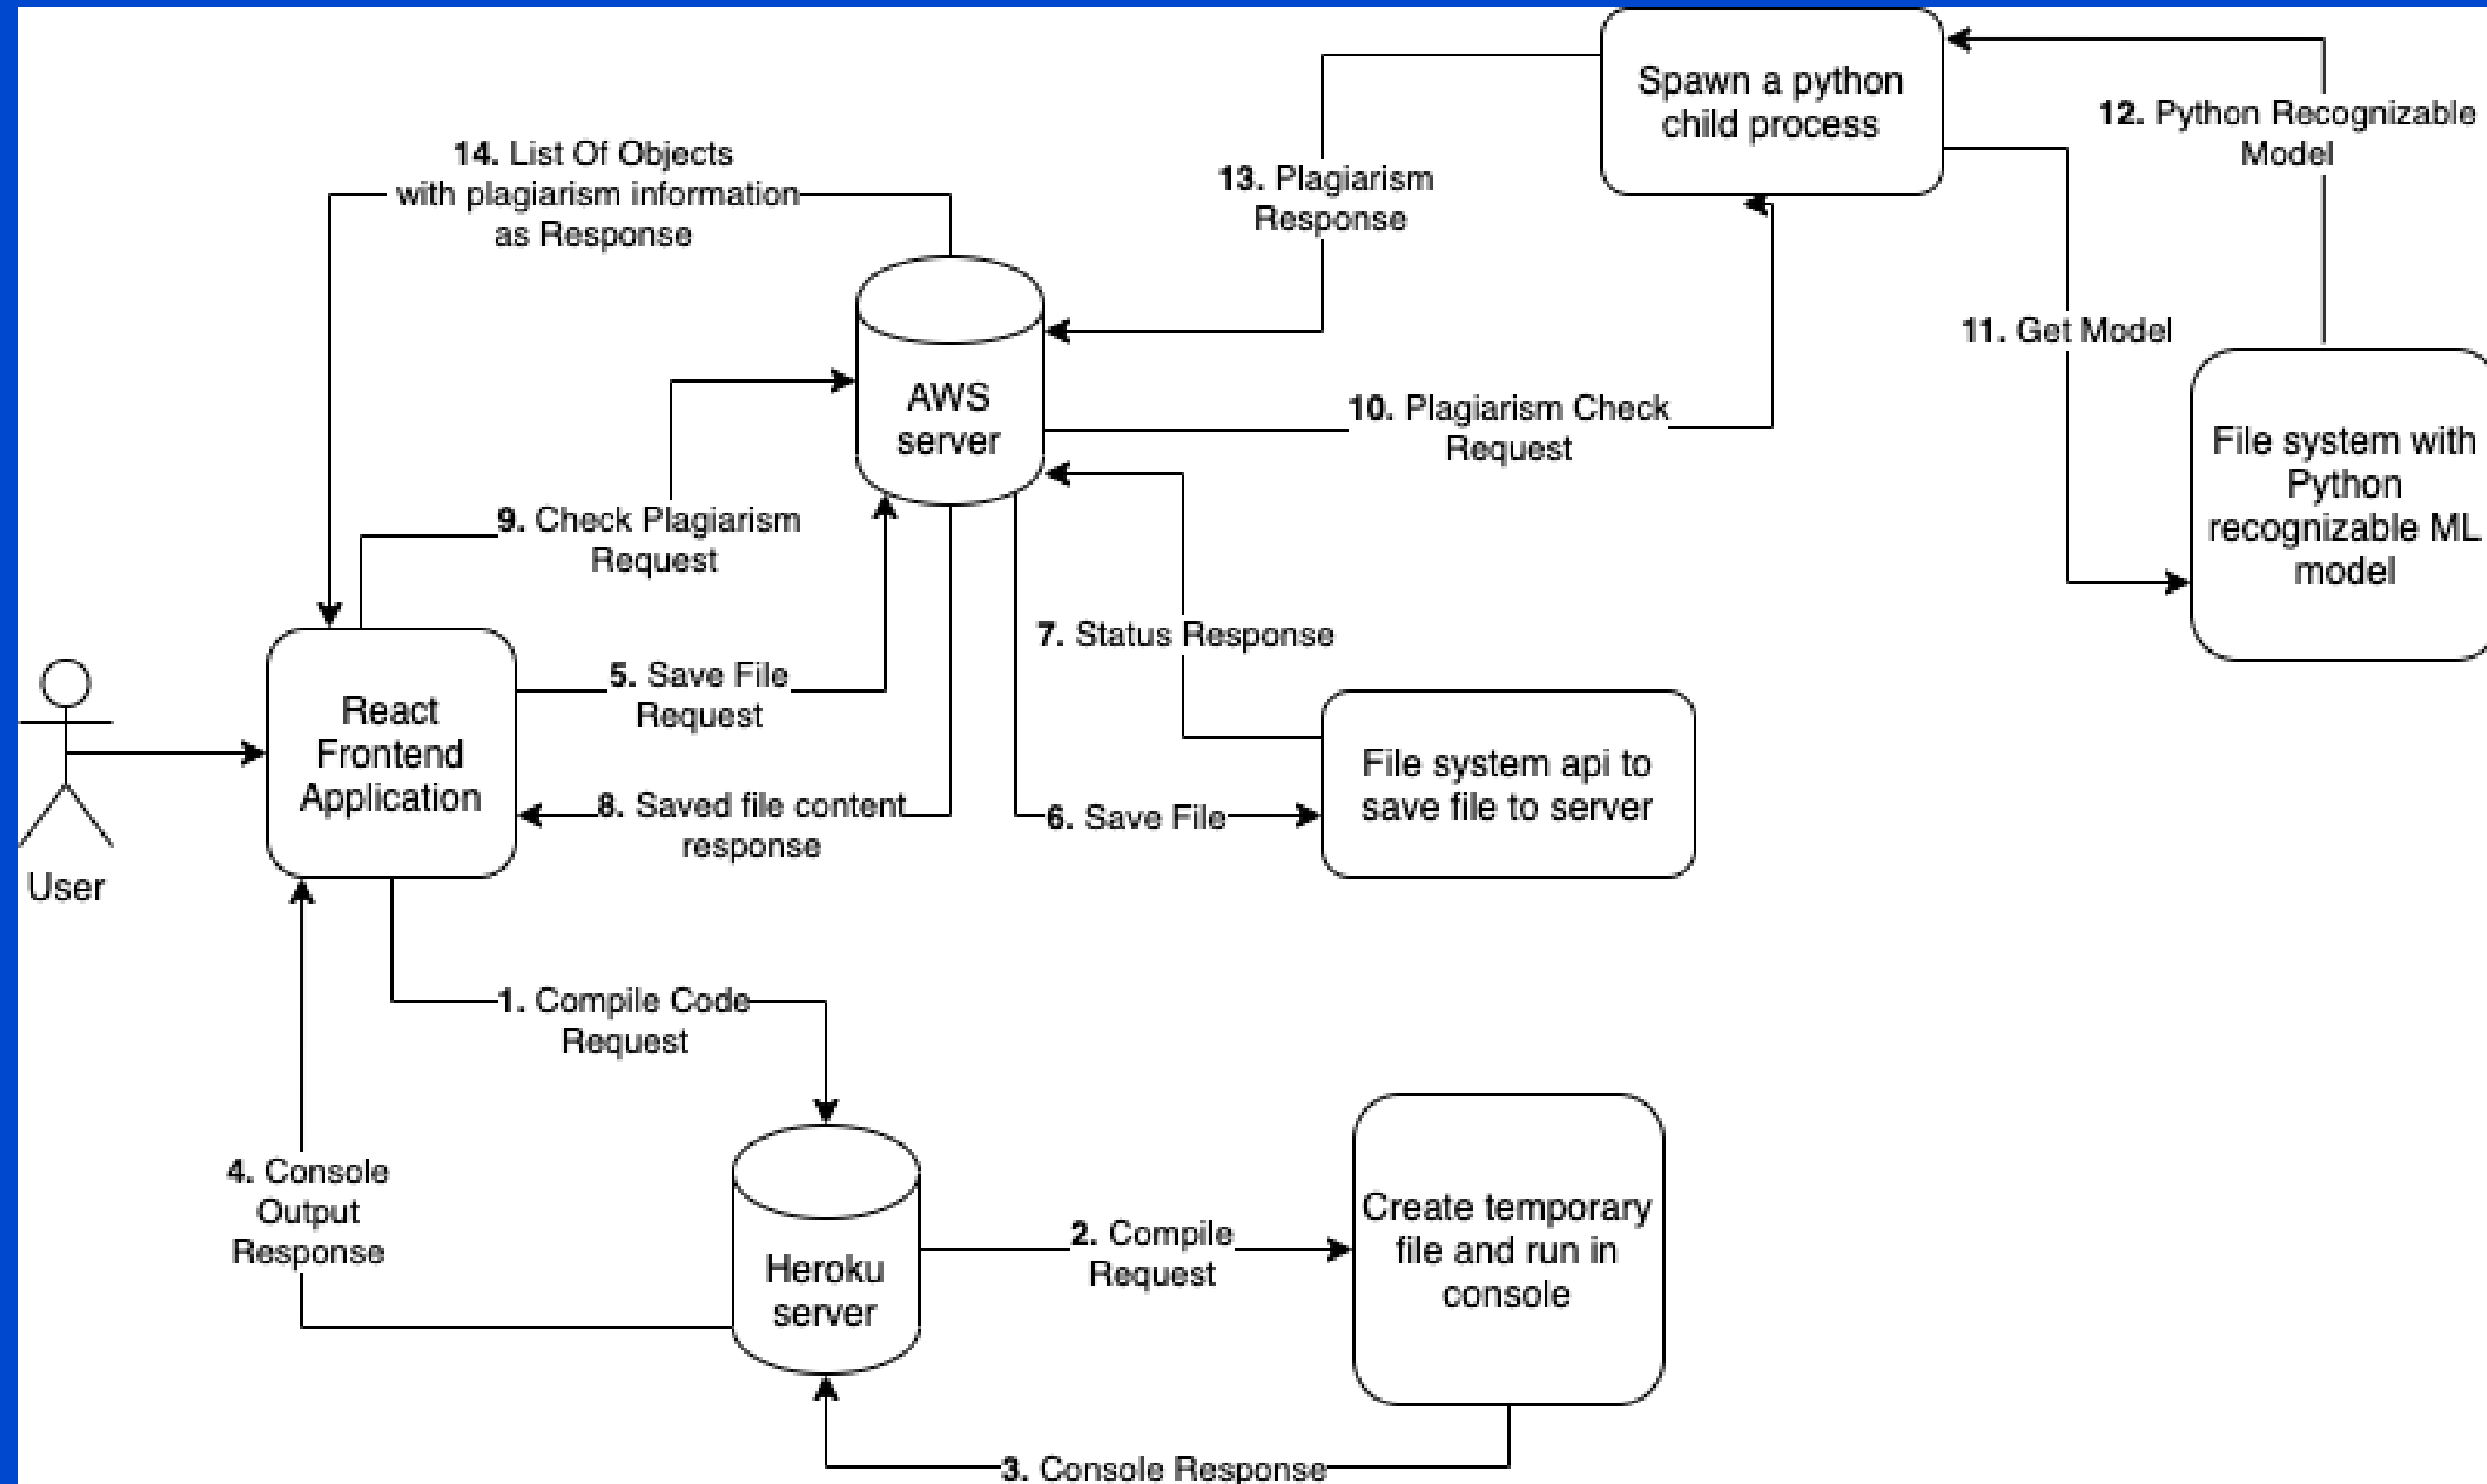 Spawn a python
child process
12. Python Recognizable
Model
14. List Of Objects
with plagiarism information
as Response
13. Plagiarism
Response
11. Get Model
AWS
server
10. Plagiarism Check
Request
File system with
Python
recognizable ML
model
9. Check Plagiarism
Request
7. Status Response
5. Save File
Request
React
Frontend
Application
File system api to
save file to server
8. Saved file content
response
6. Save File
User
1. Compile Code
Request
4. Console
Output
Response
2. Compile
Request
Create temporary
file and run in
console
Heroku
server
3. Console Response